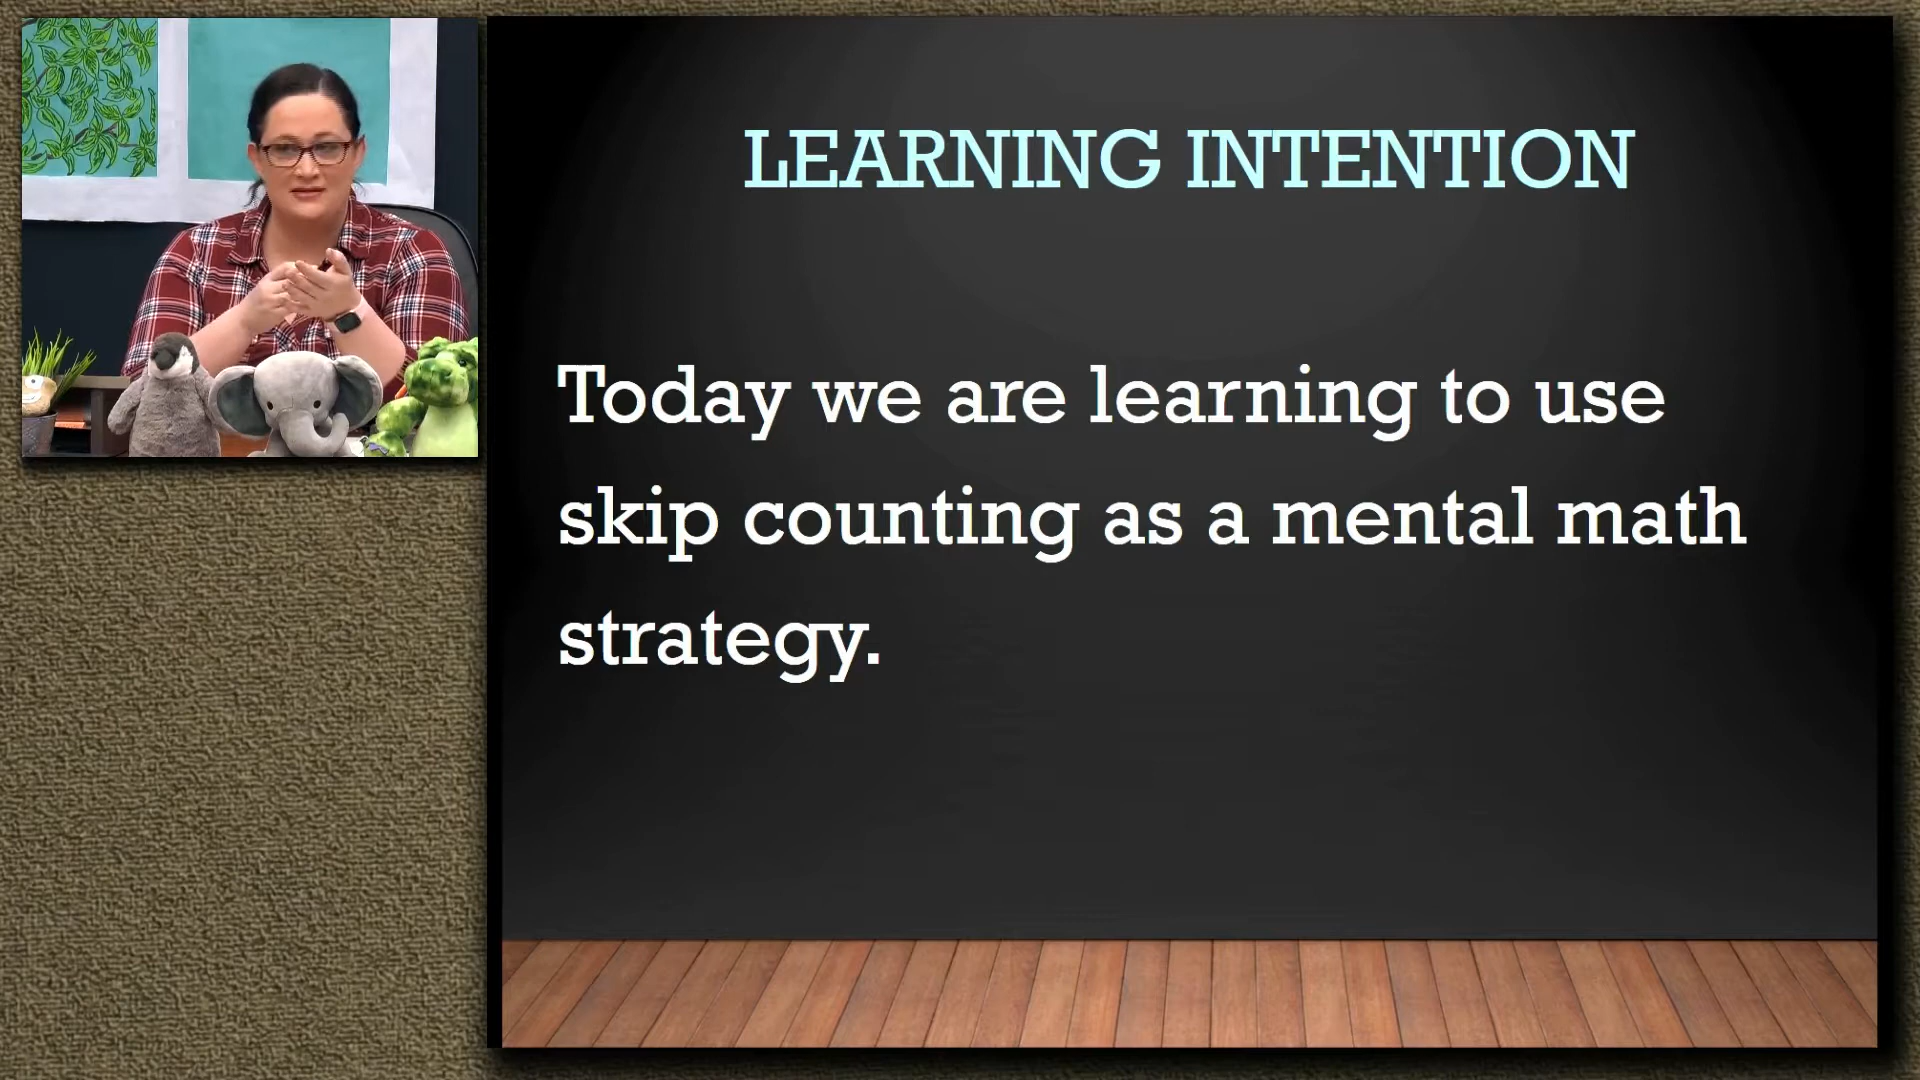 LEARNING INTENTION
Today we are learning to use
skip counting as a mental math
strategy.